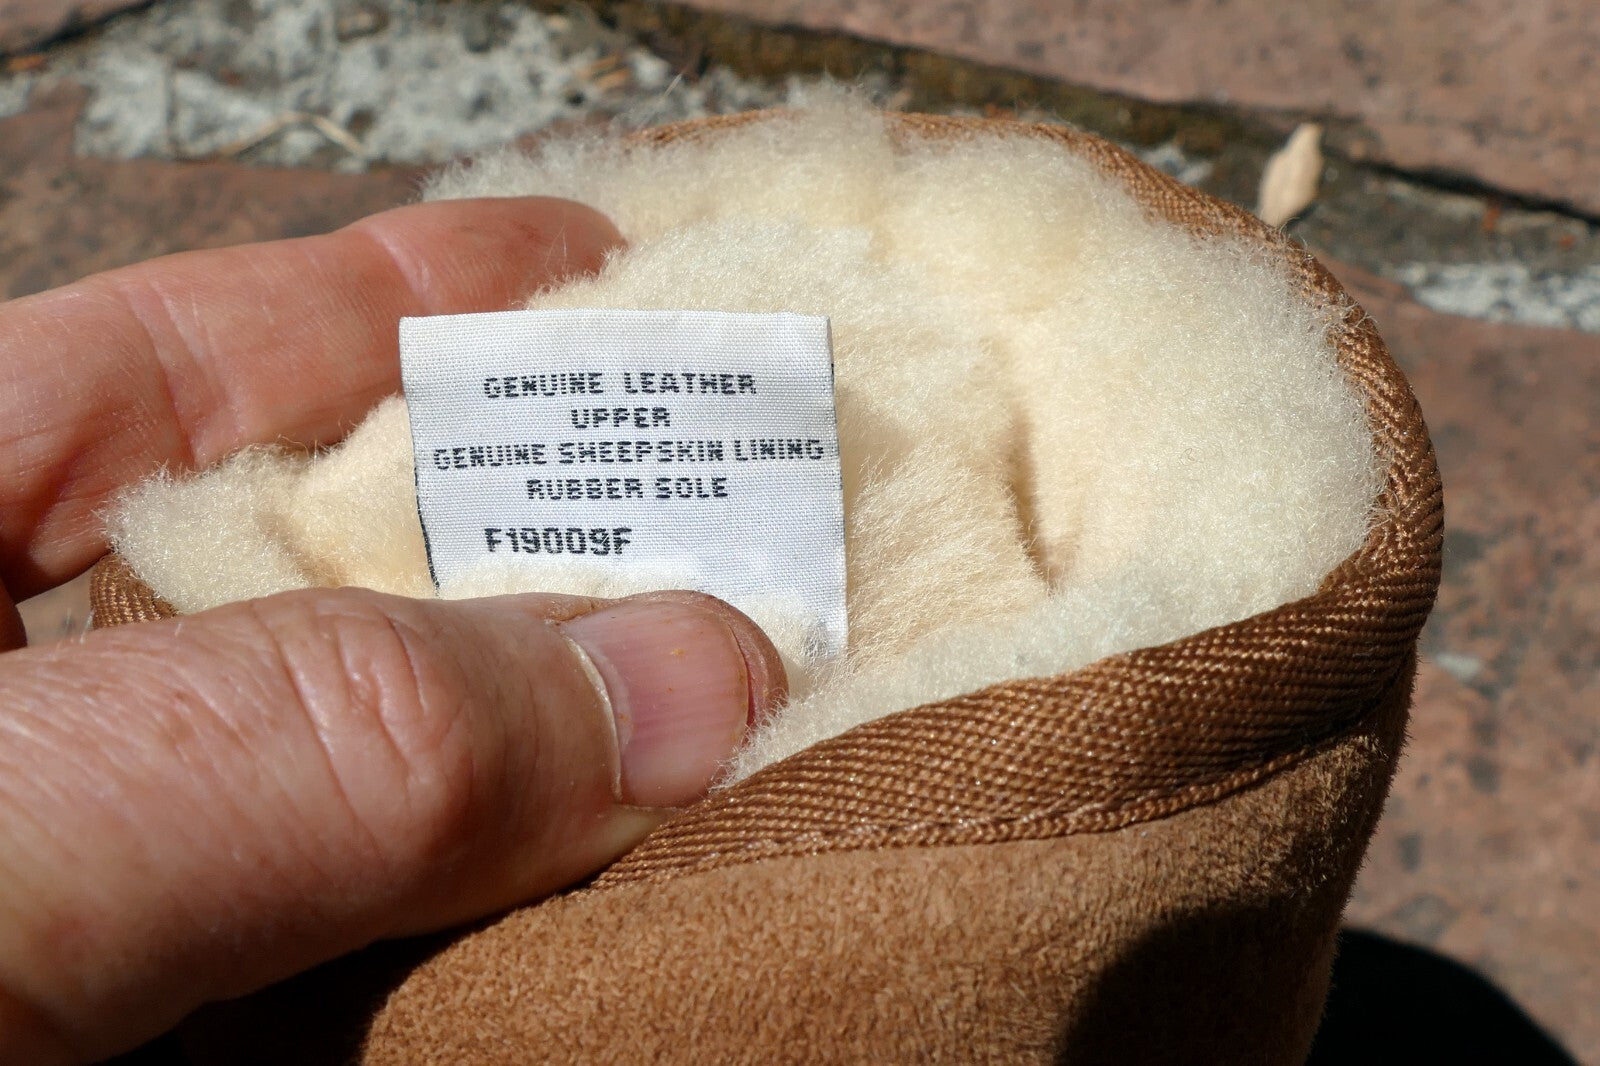 GENUINE LEATHER
UPPER
GENUINE SHEEPSKIN LINING
RUBBER SOLE
F19009F